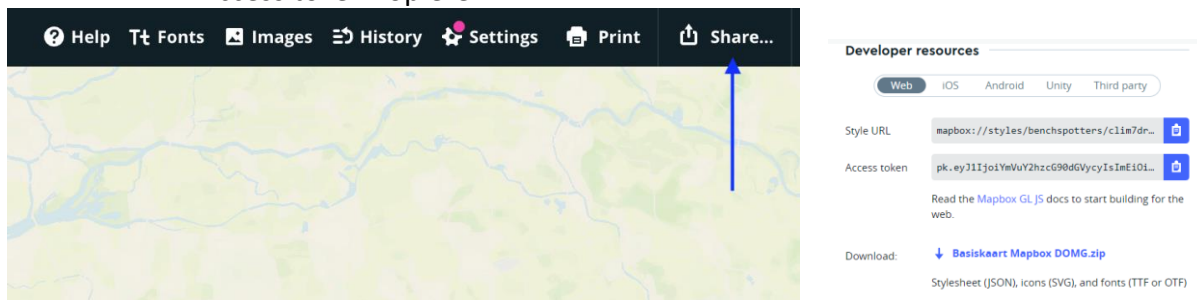 Help Tt Fonts Images History Settings Print Share...
Developer resources
Web iOS Android Unity Third party
Style URL mapbox://styles/benchspotters/clim7dr…
Access token pk.eyJ1IjoiYmVuY2hzcG90dGVycyIsImEiOi…
Read the Mapbox GL JS docs to start building for the
web.
Download: Basiskaart Mapbox DOMG.zip
Stylesheet (JSON), icons (SVG), and fonts (TTF or OTF)